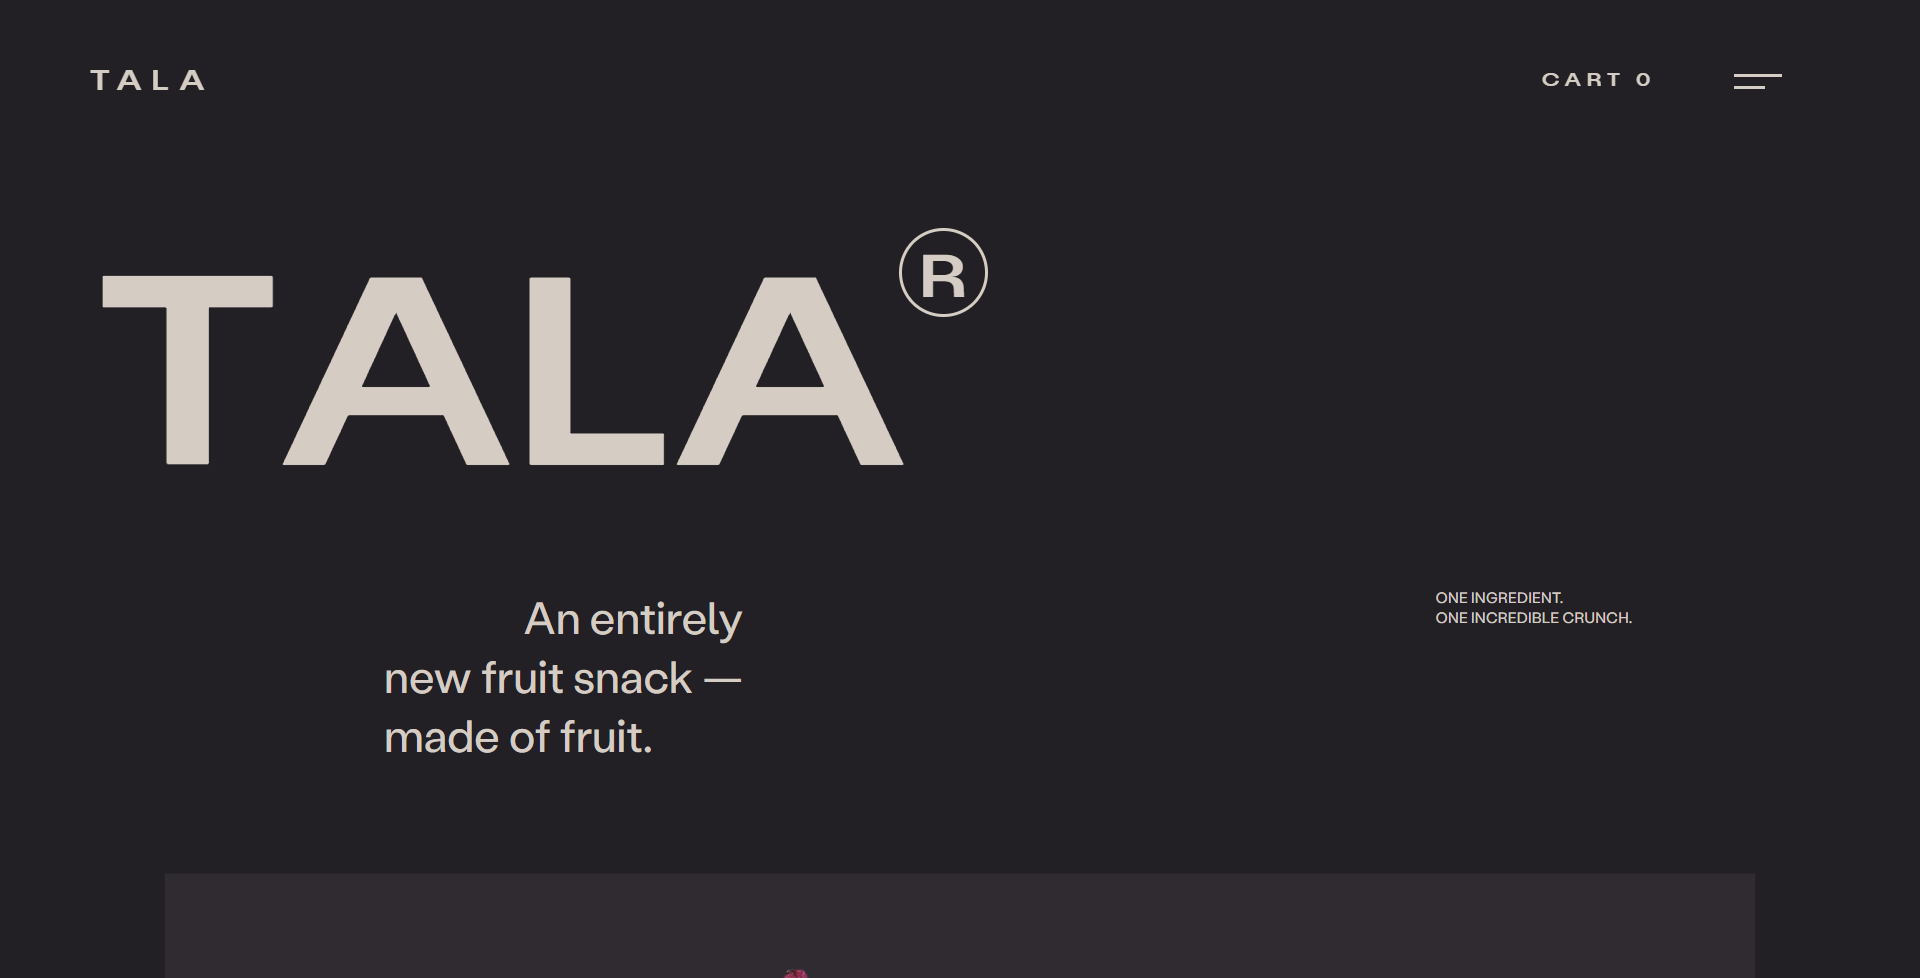 TALA
CART 0
TALA®
An entirely
new fruit snack —
made of fruit.
ONE INGREDIENT.
ONE INCREDIBLE CRUNCH.